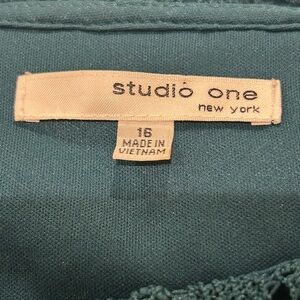 studio one
new york
16
MADE IN
VIETNAM